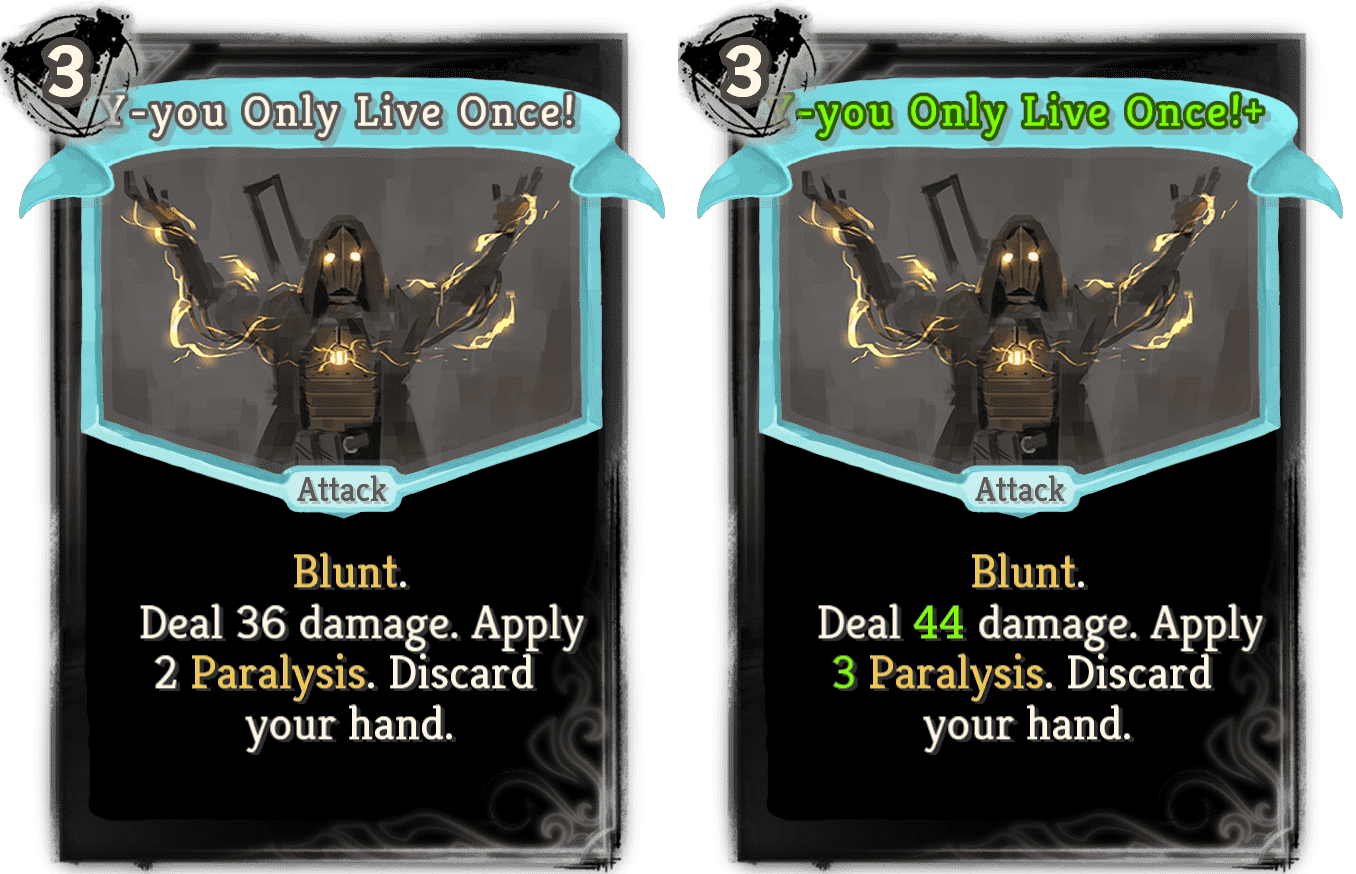 3
Y-you Only Live Once!
Attack
Blunt.
Deal 36 damage. Apply
2 Paralysis. Discard
your hand.
3
Y-you Only Live Once!+
Attack
Blunt.
Deal 44 damage. Apply
3 Paralysis. Discard
your hand.